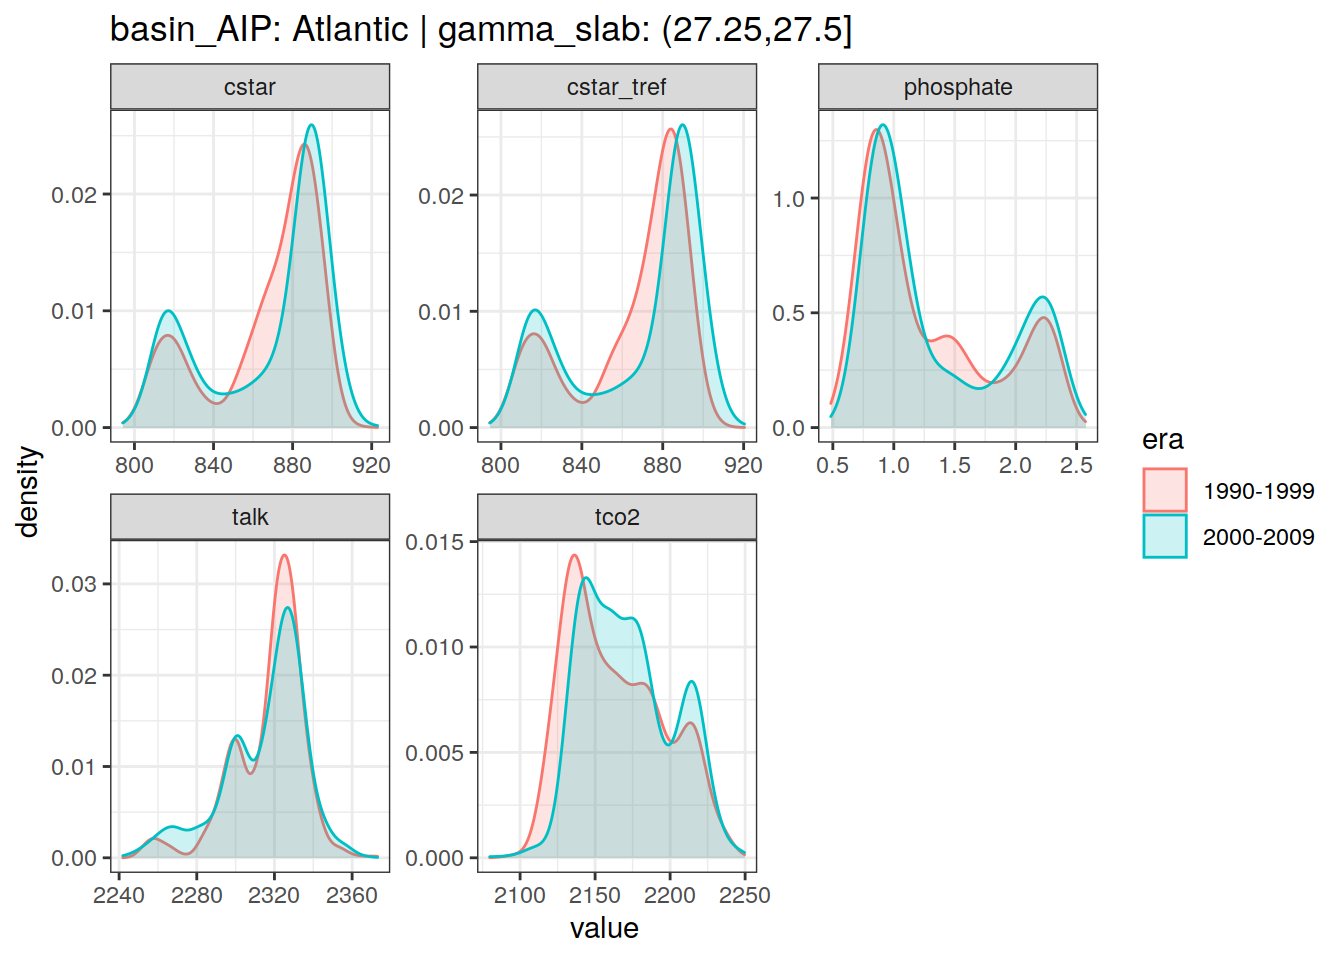 basin_AIP: Atlantic | gamma_slab: (27.25,27.5]
cstar
cstar_tref
phosphate
0.02
0.01
0.00
800 840 880 920
0.02
0.01
0.00
800 840 880 920
1.0
0.5
0.0
0.5 1.0 1.5 2.0 2.5
density
talk
tco2
0.03
0.02
0.01
0.00
2240 2280 2320 2360
0.015
0.010
0.005
0.000
2100 2150 2200 2250
value
era
1990-1999
2000-2009